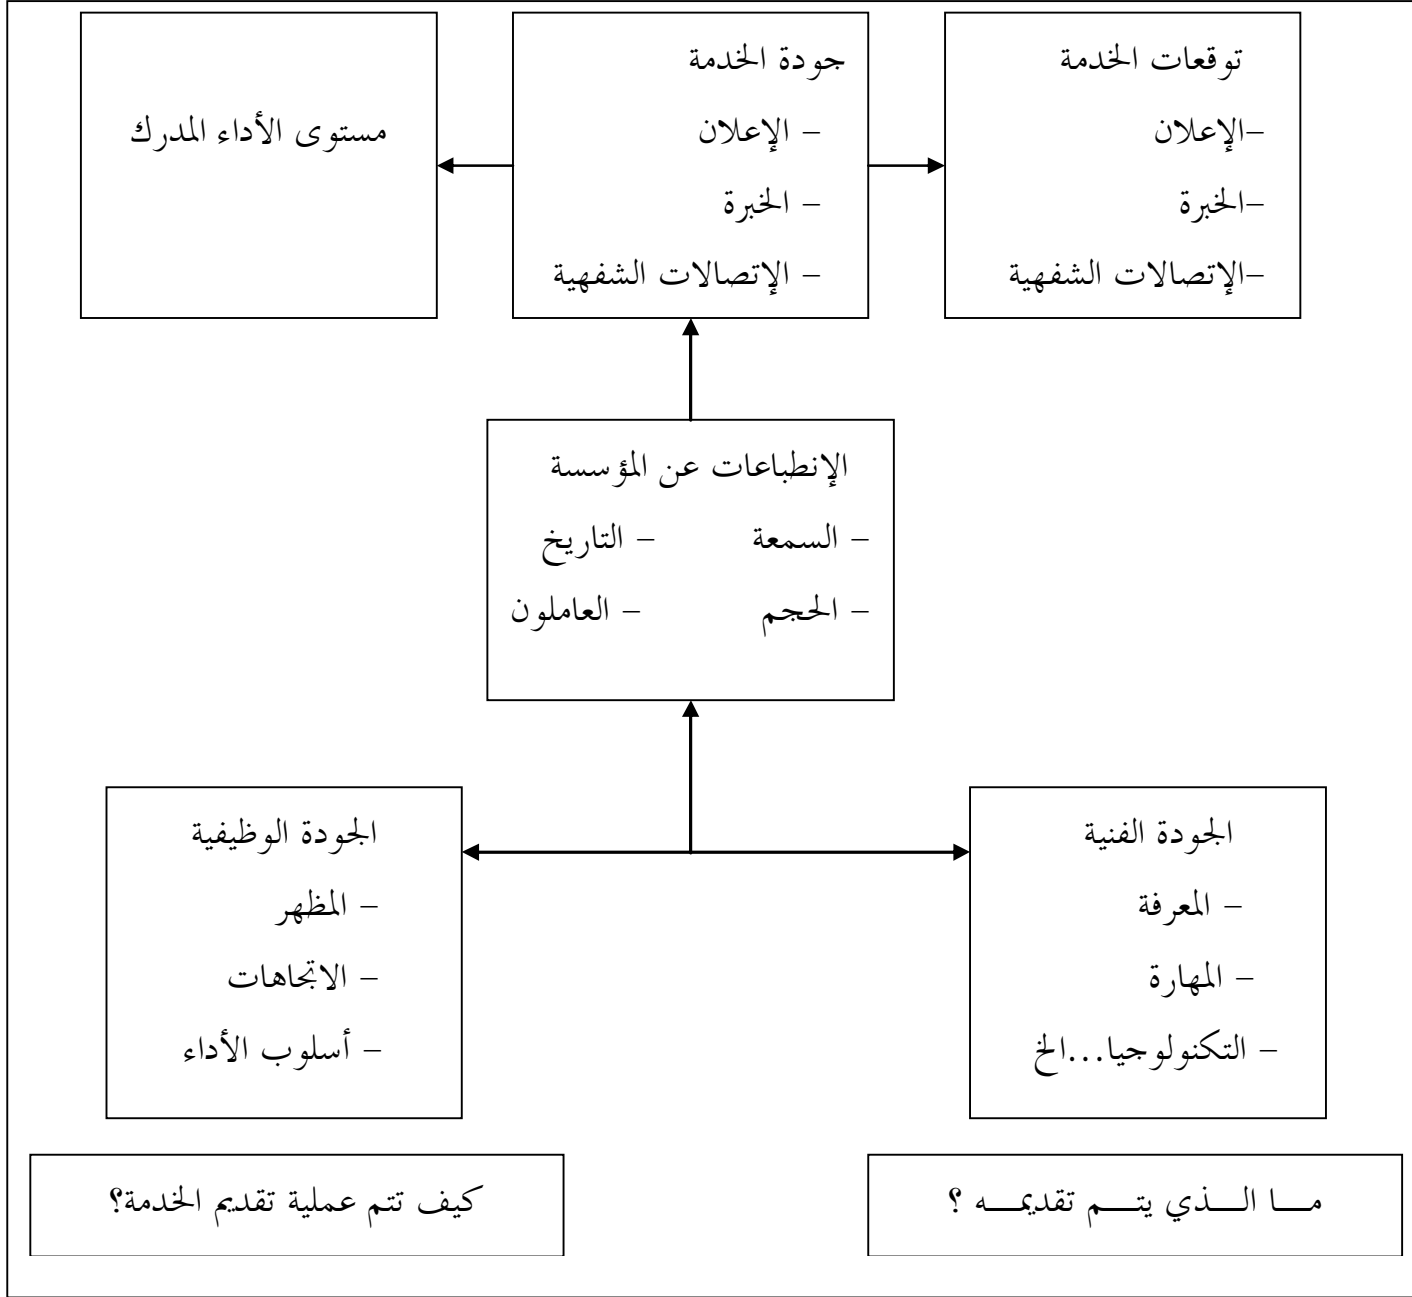 توقعات الخدمة
-الإعلان
-الخبرة
-الإتصالات الشفهية
جودة الخدمة
- الإعلان
- الخبرة
- الإتصالات الشفهية
مستوى الأداء المدرك
الإنطباعات عن المؤسسة
- السمعة - التاريخ
- الحجم - العاملون
الجودة الفنية
- المعرفة
- المهارة
- التكنولوجيا...الخ
الجودة الوظيفية
- المظهر
- الاتجاهات
- أسلوب الأداء
مـــا الـــذي يتـــم تقديمـــه ؟
كيف تتم عملية تقديم الخدمة؟